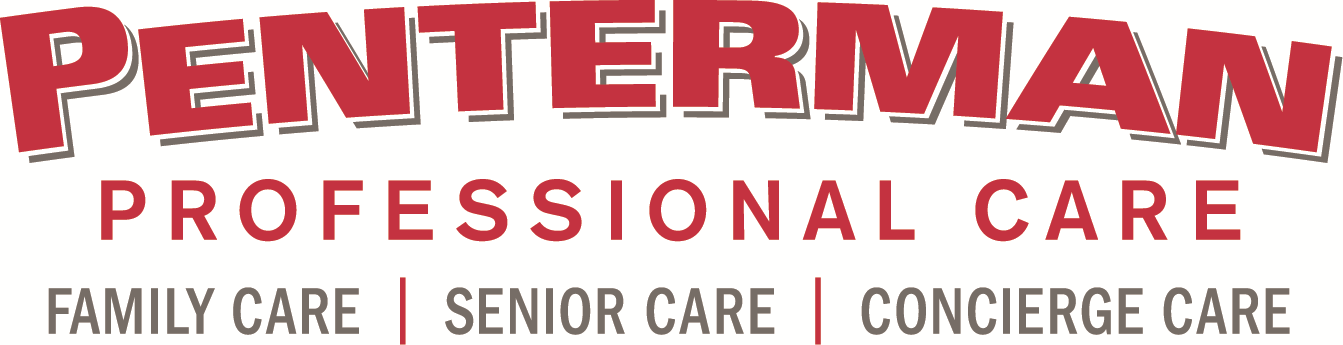 PENTERMAN
PROFESSIONAL CARE
FAMILY CARE | SENIOR CARE | CONCIERGE CARE